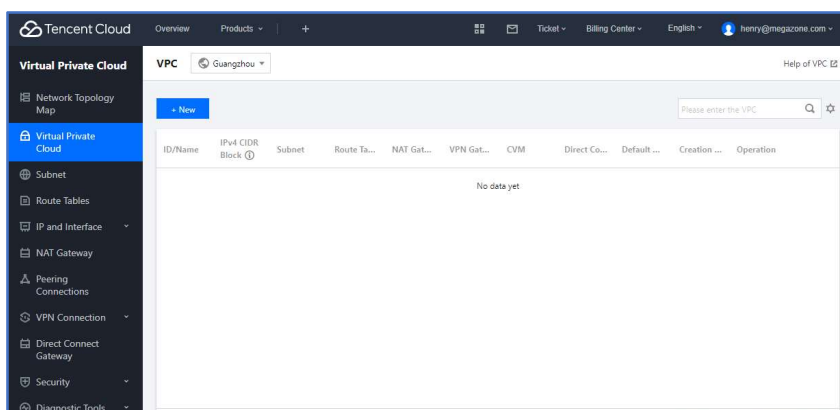 Tencent Cloud
Overview
Products
+
Ticket
Billing Center
English
henry@megazone.com
Virtual Private Cloud
VPC
Guangzhou
Help of VPC
Network Topology
Map
+ New
Please enter the VPC
Virtual Private
Cloud
ID/Name
IPv4 CIDR
Block
Subnet
Route Ta...
NAT Gat...
VPN Gat...
CVM
Direct Co...
Default ...
Creation ...
Operation
No data yet
Subnet
Route Tables
IP and Interface
NAT Gateway
Peering
Connections
VPN Connection
Direct Connect
Gateway
Security
Diagnostic Tools